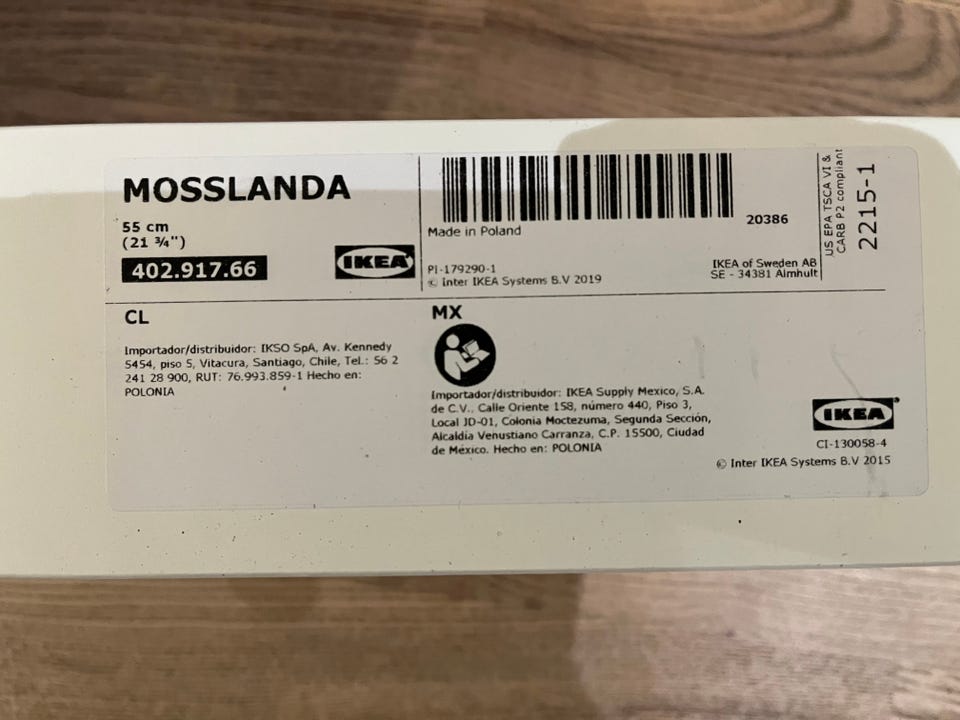 MOSSLANDA
55 cm
(21 ¾")
402.917.66
IKEA
Made in Poland
20386
PI-179290-1
© Inter IKEA Systems B.V 2019
IKEA of Sweden AB
SE - 34381 Älmhult
US EPA TSCA VI &
CARB P2 compliant
2215-1
CL
Importador/distribuidor: IKSO SpA, Av. Kennedy
5454, piso 5, Vitacura, Santiago, Chile, Tel.: 56 2
241 28 900, RUT: 76.993.859-1 Hecho en:
POLONIA
MX
Importador/distribuidor: IKEA Supply Mexico, S.A.
de C.V., Calle Oriente 158, número 440, Piso 3,
Local JD-01, Colonia Moctezuma, Segunda Sección,
Alcaldía Venustiano Carranza, C.P. 15500, Ciudad
de México. Hecho en: POLONIA
IKEA®
CI-130058-4
© Inter IKEA Systems B.V 2015